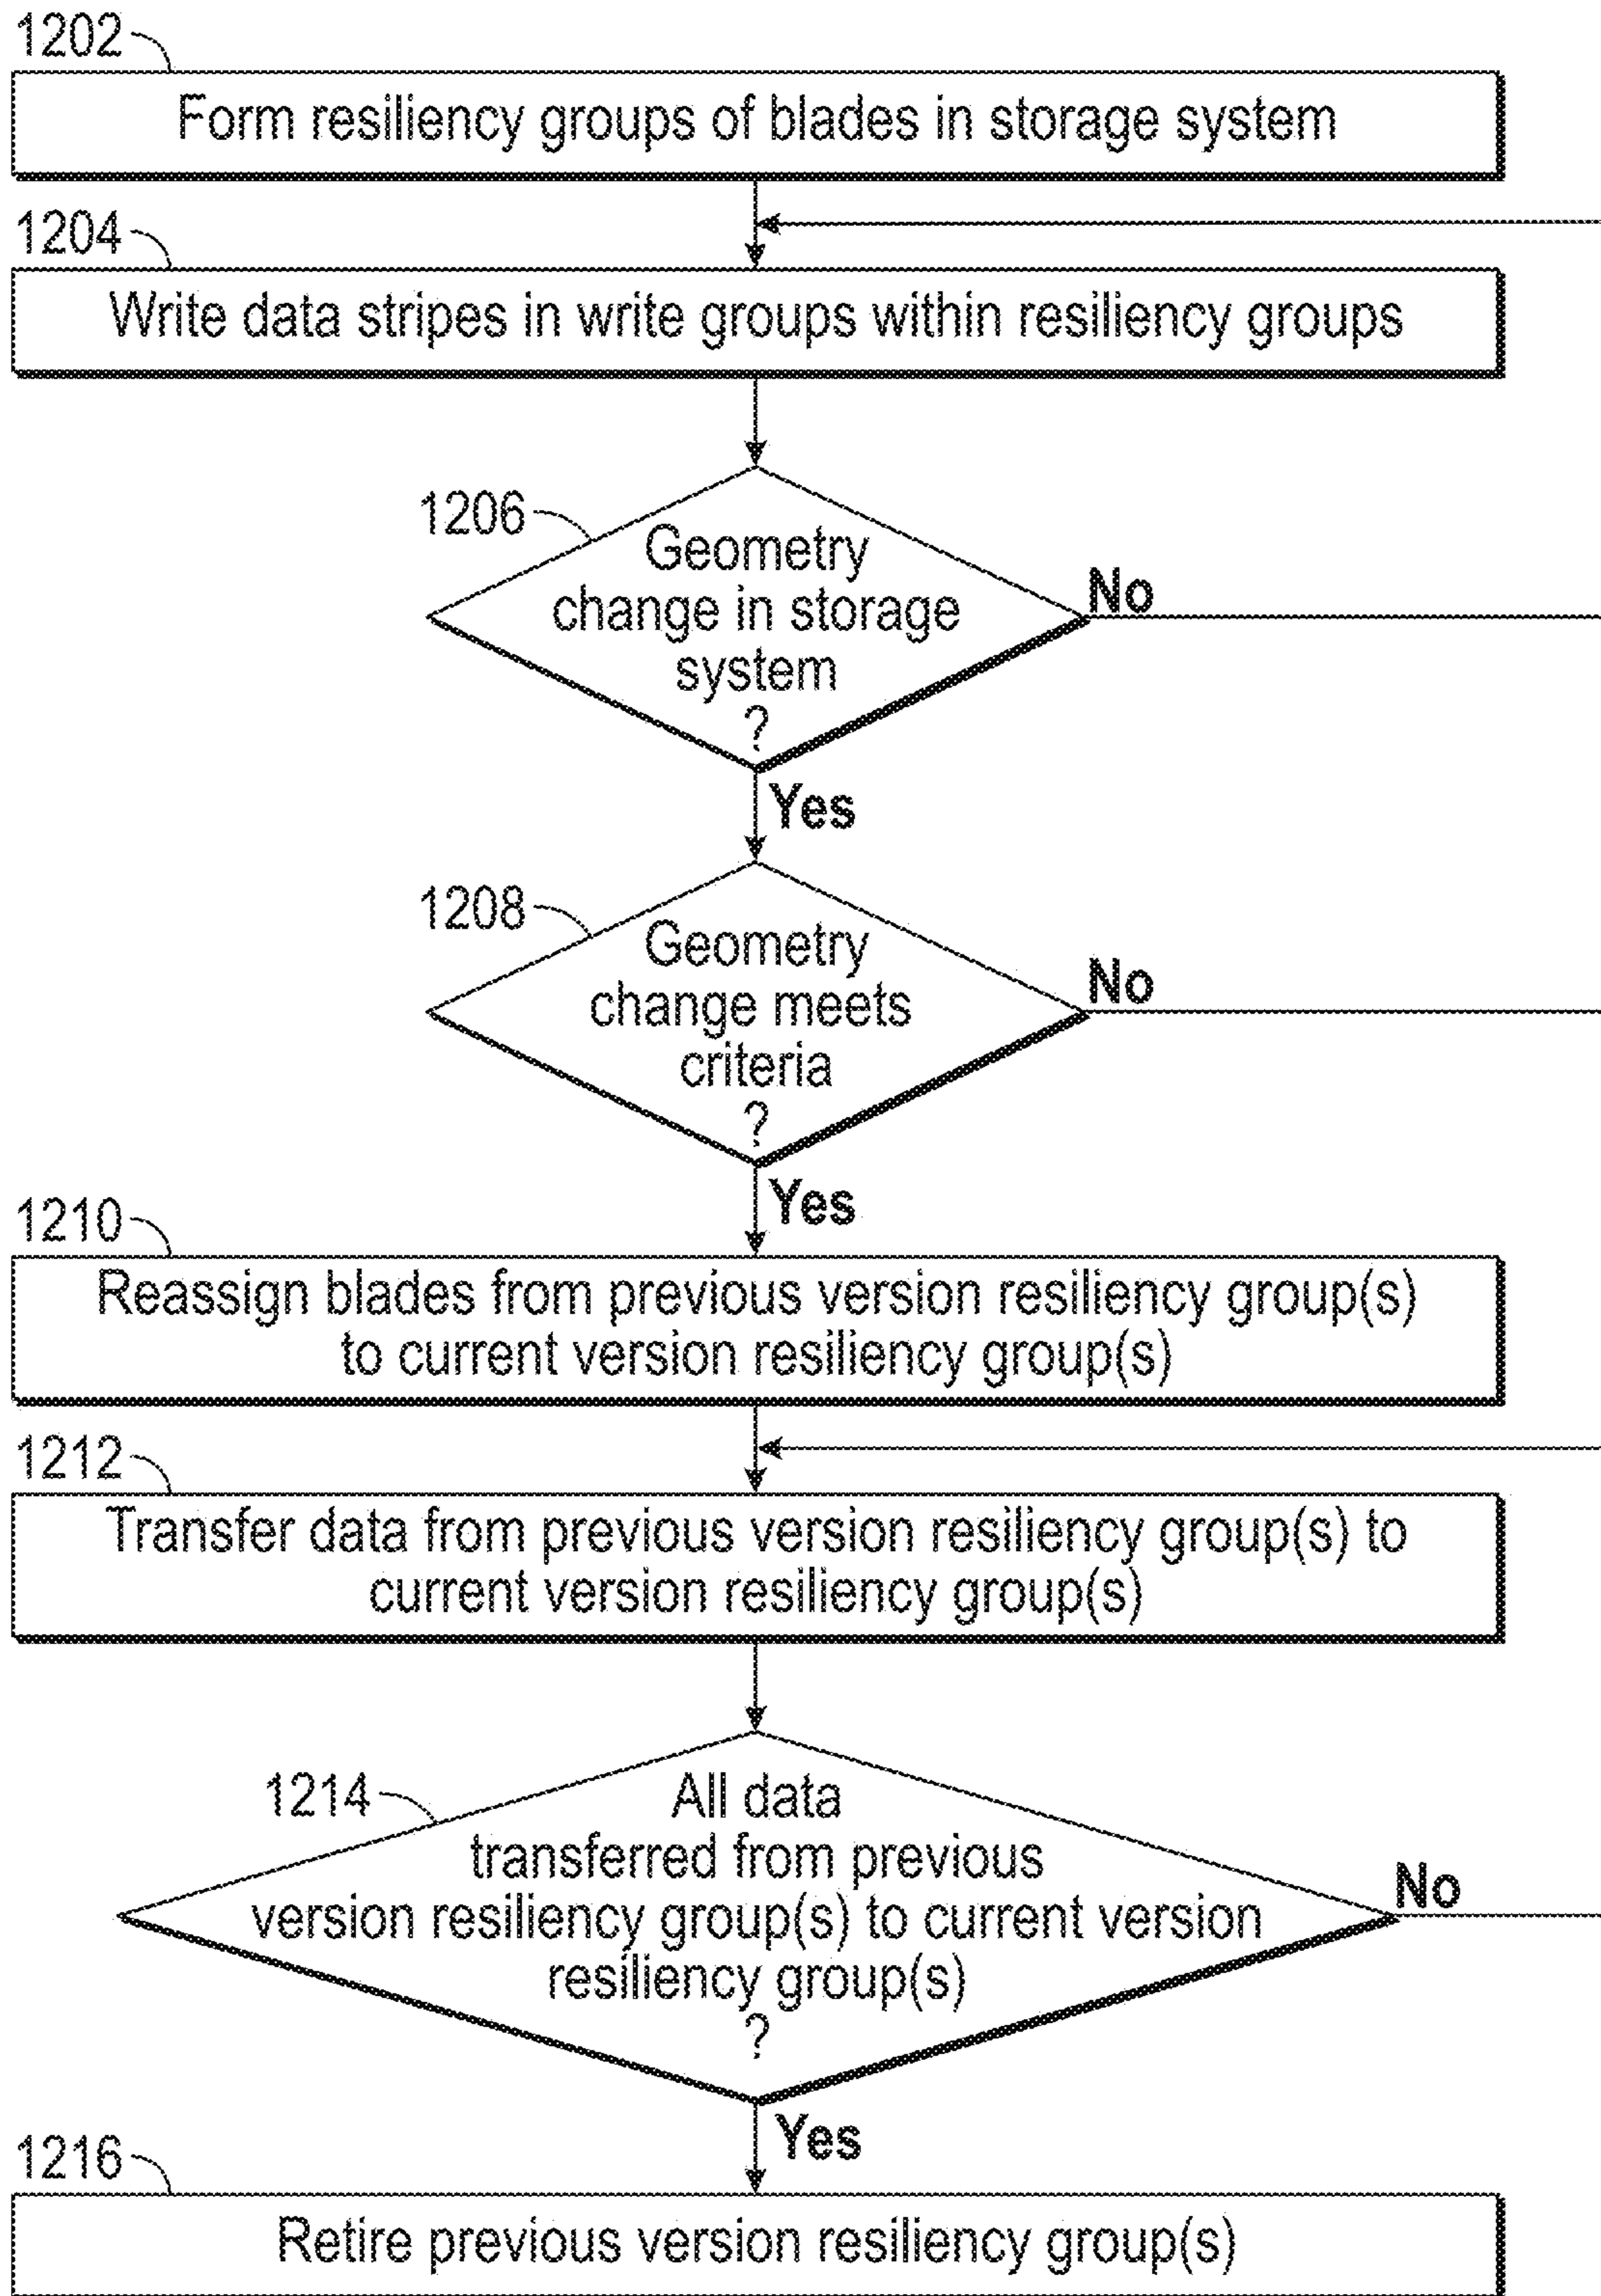 1202
Form resiliency groups of blades in storage system
1204
Write data stripes in write groups within resiliency groups
1206
Geometry
change in storage
system
?
No
Yes
1208
Geometry
change meets
criteria
?
No
Yes
1210
Reassign blades from previous version resiliency group(s)
to current version resiliency group(s)
1212
Transfer data from previous version resiliency group(s) to
current version resiliency group(s)
1214
All data
transferred from previous
version resiliency group(s) to current version
resiliency group(s)
?
No
Yes
1216
Retire previous version resiliency group(s)